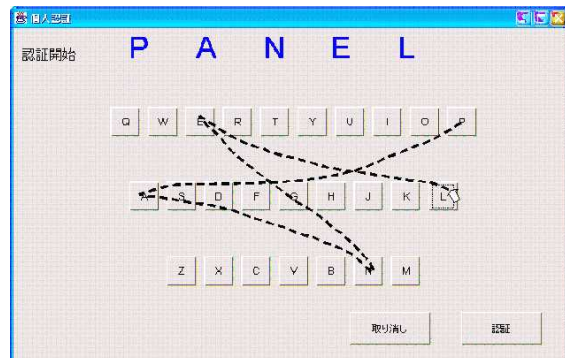 個人認証
認証開始 P A N E L
Q W E R T Y U I O P
A S D F G H J K L
Z X C V B N M
取り消し 認証